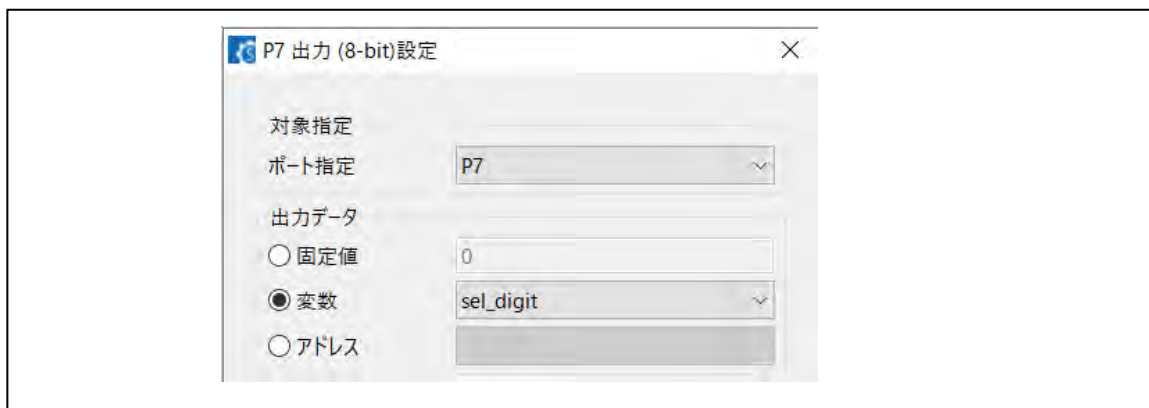 P7 出力 (8-bit)設定
対象指定
ポート指定 P7
出力データ
固定値 0
変数 sel_digit
アドレス